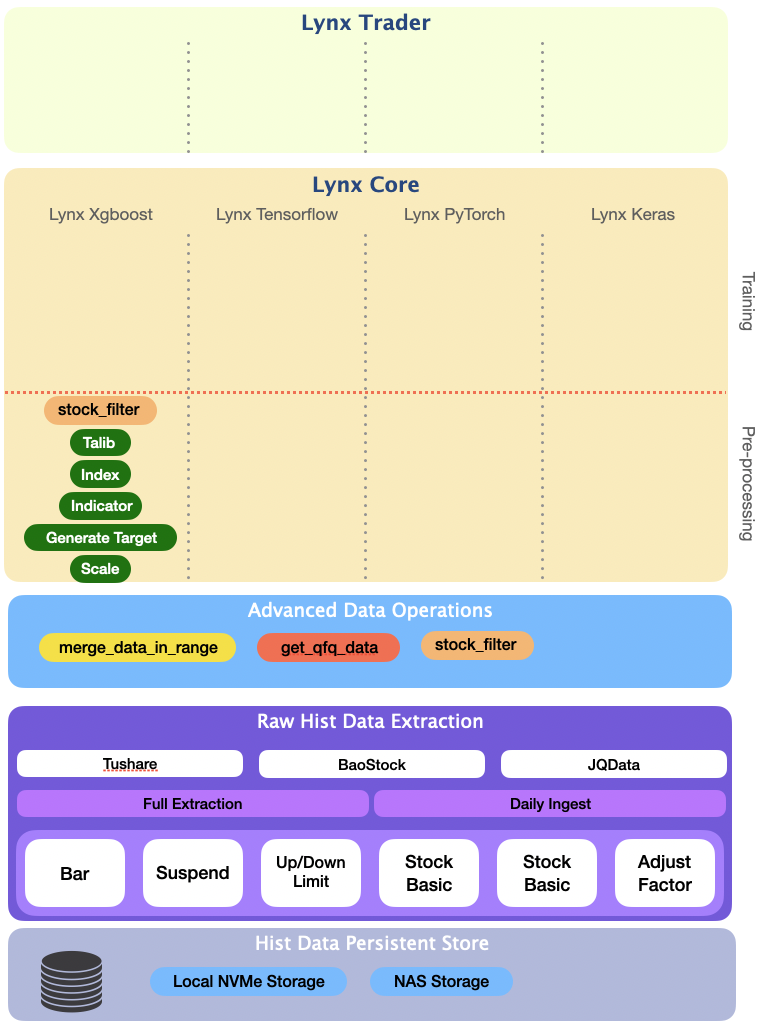 Lynx Trader
Lynx Core
Lynx Xgboost
Lynx Tensorflow
Lynx PyTorch
Lynx Keras
Training
stock_filter
Talib
Index
Indicator
Generate Target
Scale
Pre-processing
Advanced Data Operations
merge_data_in_range
get_qfq_data
stock_filter
Raw Hist Data Extraction
Tushare
BaoStock
JQData
Full Extraction
Daily Ingest
Bar
Suspend
Up/Down
Limit
Stock
Basic
Stock
Basic
Adjust
Factor
Hist Data Persistent Store
Local NVMe Storage
NAS Storage